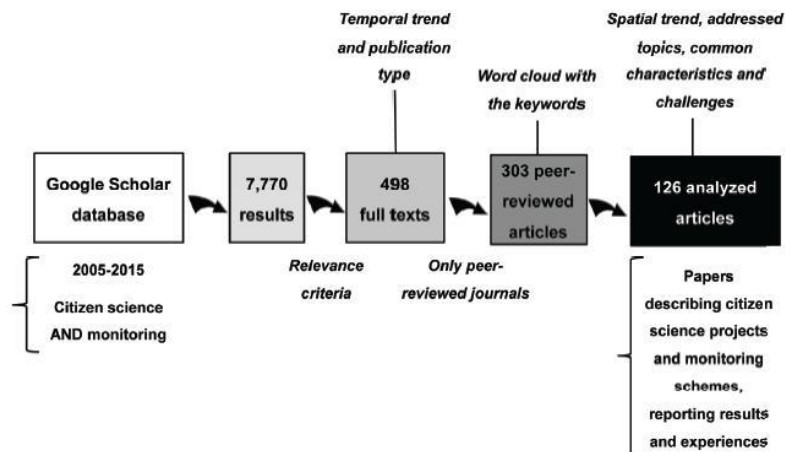 Temporal trend
and publication
type
Spatial trend, addressed
topics, common
characteristics and
challenges
Word cloud with
the keywords
Google Scholar
database
7,770
results
498
full texts
303 peer-
reviewed
articles
126 analyzed
articles
2005-2015
Citizen science
AND monitoring
Relevance
criteria
Only peer-
reviewed journals
Papers
describing citizen
science projects
and monitoring
schemes,
reporting results
and experiences